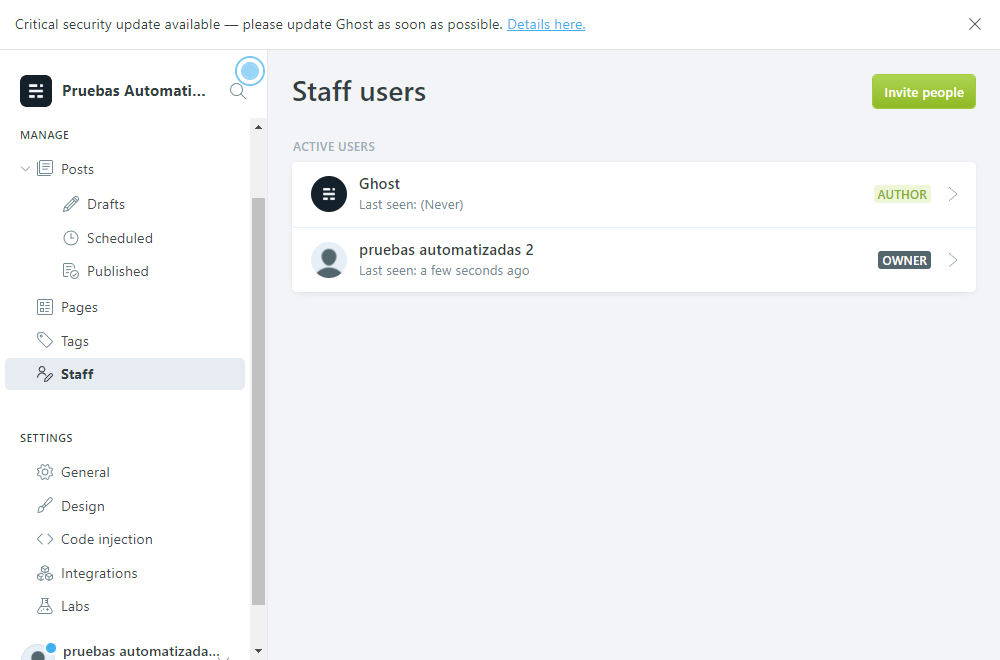 Critical security update available — please update Ghost as soon as possible. Details here.
Pruebas Automati...
MANAGE
Posts
Drafts
Scheduled
Published
Pages
Tags
Staff
SETTINGS
General
Design
Code injection
Integrations
Labs
pruebas automatizada...
Staff users
Invite people
ACTIVE USERS
Ghost
Last seen: (Never)
AUTHOR
pruebas automatizadas 2
Last seen: a few seconds ago
OWNER